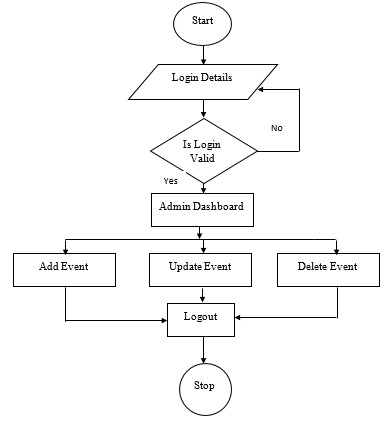 Start
Login Details
No
Is Login
Valid
Yes
Admin Dashboard
Add Event
Update Event
Delete Event
Logout
Stop